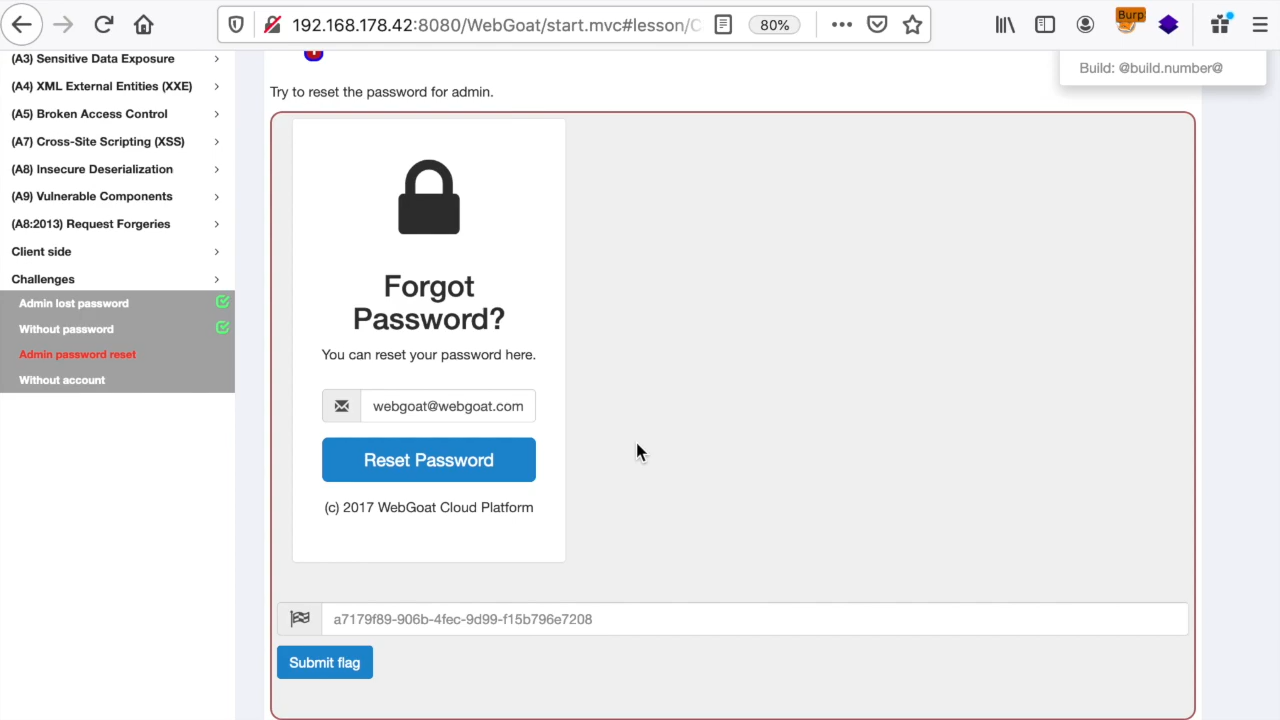 192.168.178.42:8080/WebGoat/start.mvc#lesson/C
80%
Burp
(A3) Sensitive Data Exposure
(A4) XML External Entities (XXE)
(A5) Broken Access Control
(A7) Cross-Site Scripting (XSS)
(A8) Insecure Deserialization
(A9) Vulnerable Components
(A8:2013) Request Forgeries
Client side
Challenges
Admin lost password
Without password
Admin password reset
Without account
Build: @build.number@
Try to reset the password for admin.
Forgot
Password?
You can reset your password here.
webgoat@webgoat.com
Reset Password
(c) 2017 WebGoat Cloud Platform
a7179f89-906b-4fec-9d99-f15b796e7208
Submit flag